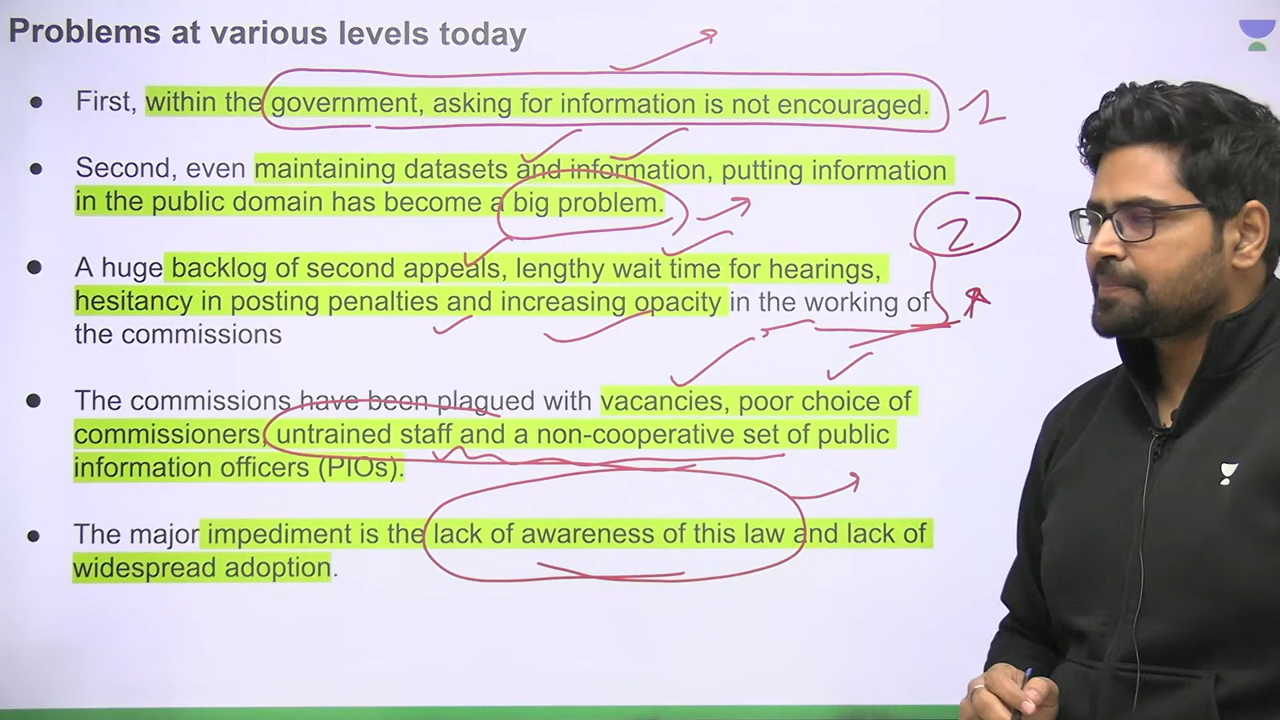 Problems at various levels today
● First, within the government, asking for information is not encouraged. 1
● Second, even maintaining datasets and information, putting information
in the public domain has become a big problem.
2
● A huge backlog of second appeals, lengthy wait time for hearings,
hesitancy in posting penalties and increasing opacity in the working of
the commissions
● The commissions have been plagued with vacancies, poor choice of
commissioners, untrained staff and a non-cooperative set of public
information officers (PIOs).
● The major impediment is the lack of awareness of this law and lack of
widespread adoption.